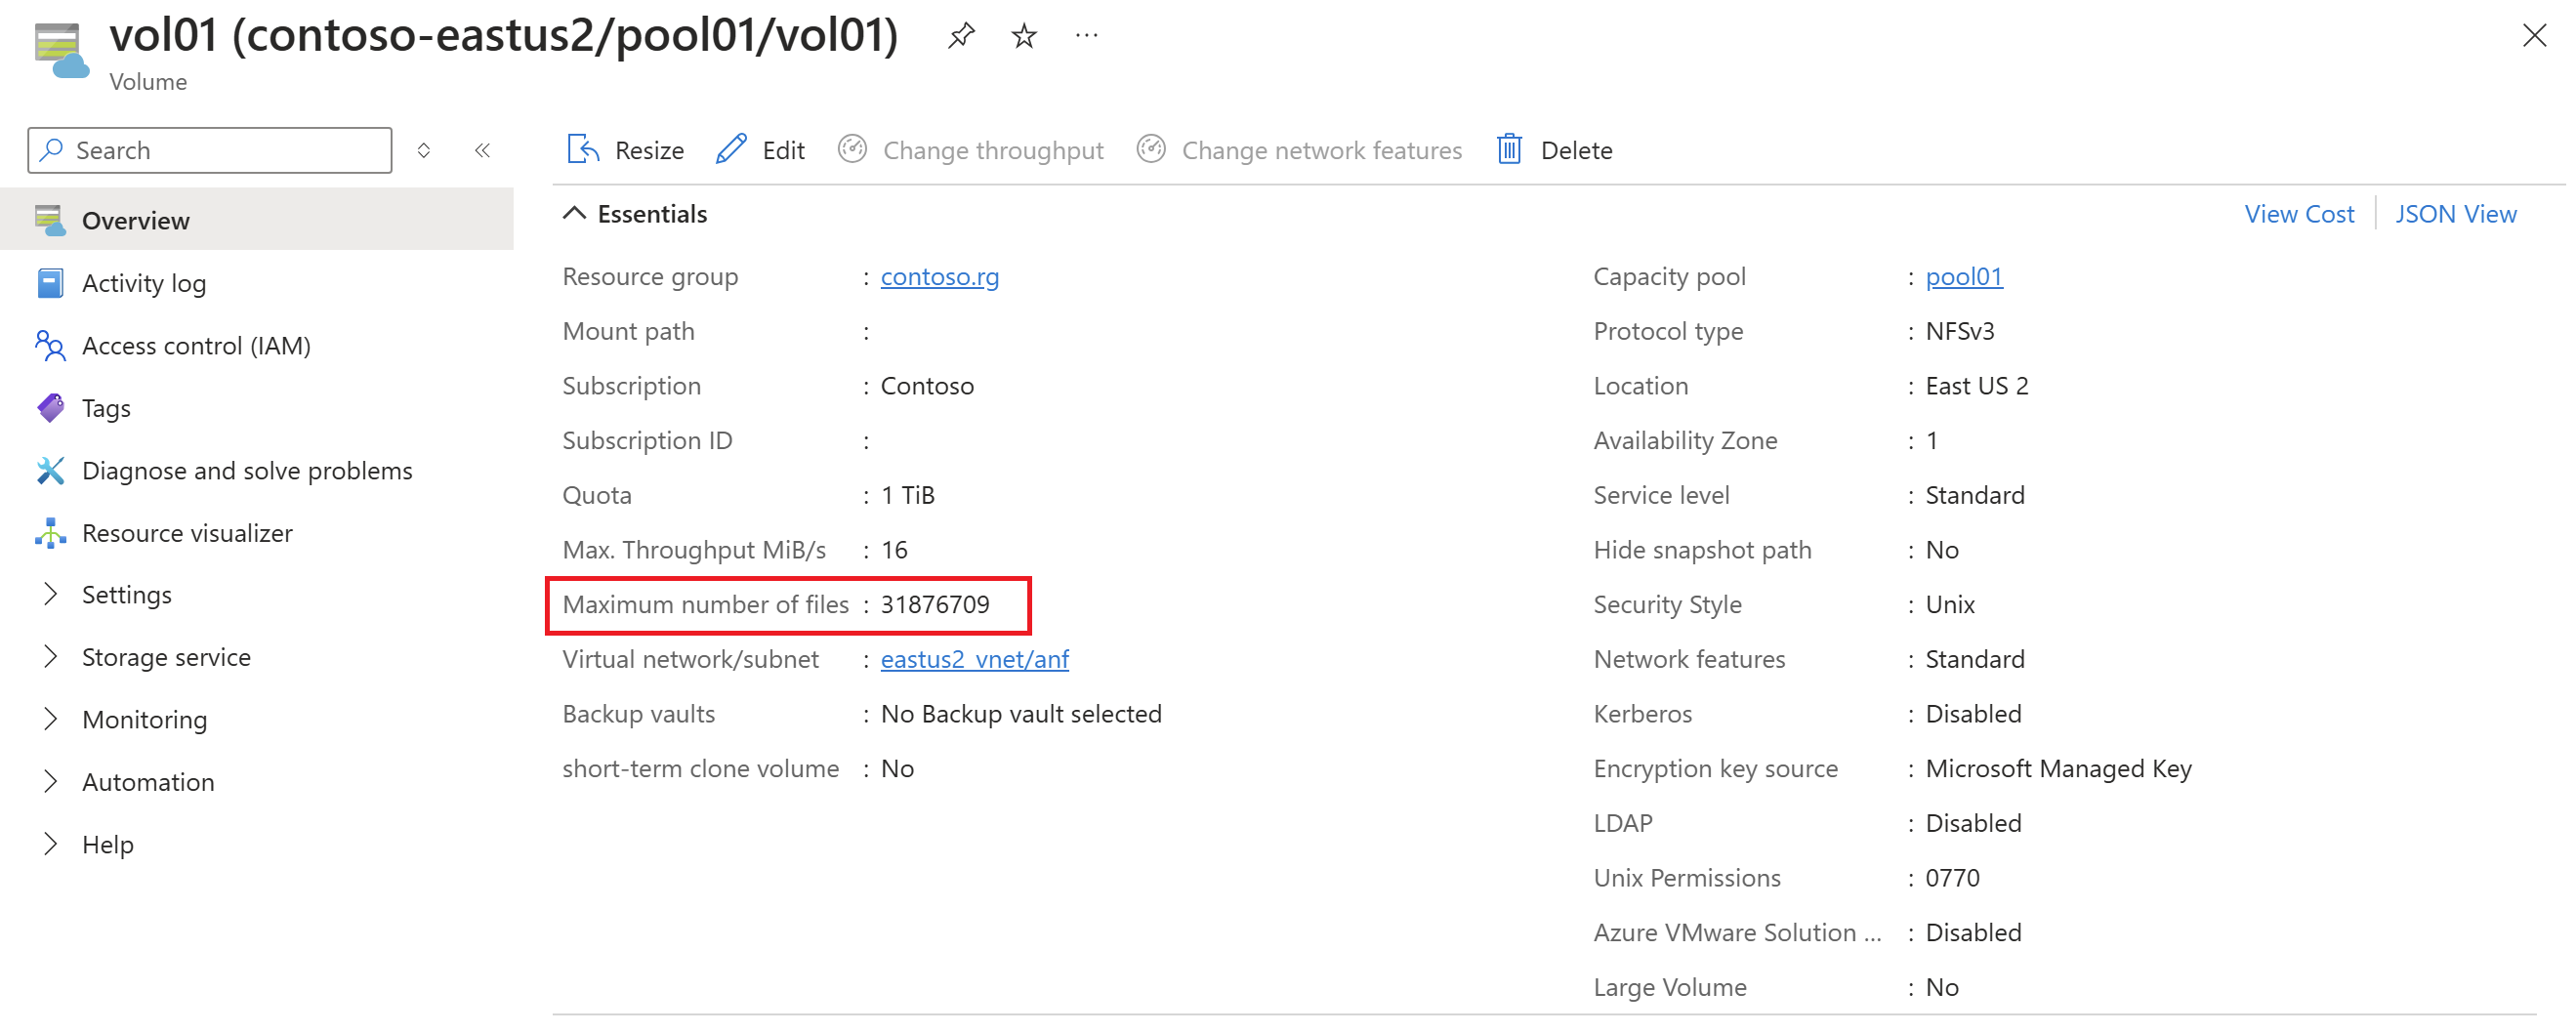 vol01 (contoso-eastus2/pool01/vol01)
Volume
Search
Resize
Edit
Change throughput
Change network features
Delete
Overview
Activity log
Access control (IAM)
Tags
Diagnose and solve problems
Resource visualizer
Settings
Storage service
Monitoring
Automation
Help
Essentials
View Cost
JSON View
Resource group : contoso.rg
Mount path :
Subscription : Contoso
Subscription ID :
Quota : 1 TiB
Max. Throughput MiB/s : 16
Maximum number of files : 31876709
Virtual network/subnet : eastus2_vnet/anf
Backup vaults : No Backup vault selected
short-term clone volume : No
Capacity pool : pool01
Protocol type : NFSv3
Location : East US 2
Availability Zone : 1
Service level : Standard
Hide snapshot path : No
Security Style : Unix
Network features : Standard
Kerberos : Disabled
Encryption key source : Microsoft Managed Key
LDAP : Disabled
Unix Permissions : 0770
Azure VMware Solution ... : Disabled
Large Volume : No